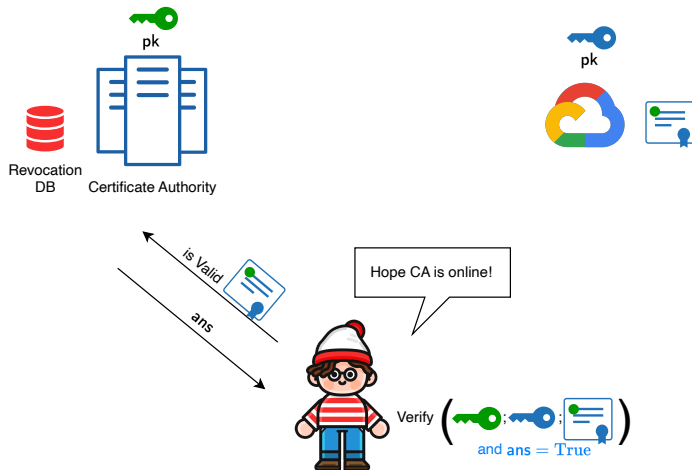 pk
pk
Revocation
DB
Certificate Authority
is Valid
ans
Hope CA is online!
Verify ( ; ; )
and ans = True